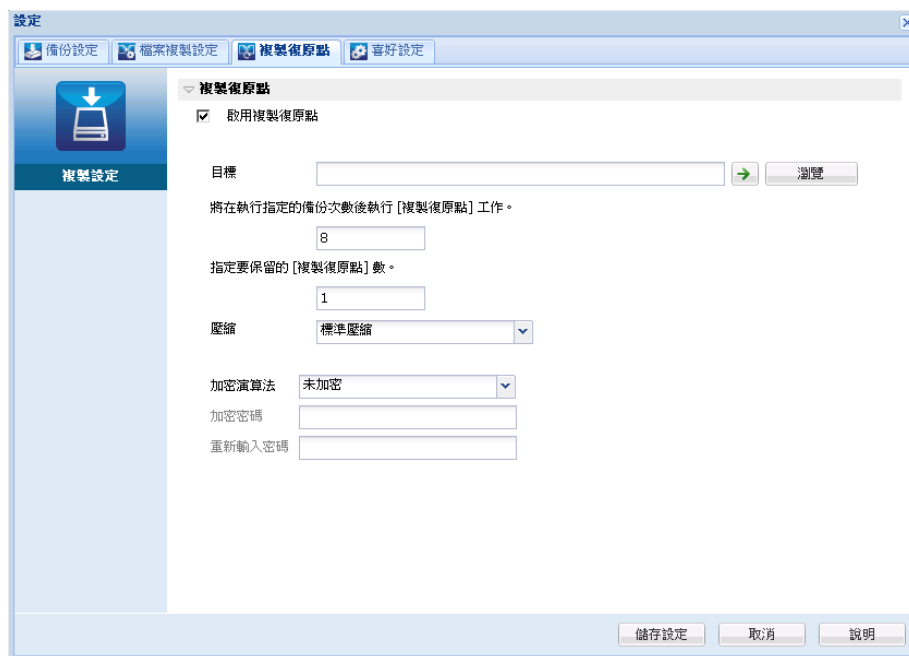 設定
備份設定
檔案複製設定
複製復原點
喜好設定
複製設定
複製復原點
啟用複製復原點
目標
瀏覽
將在執行指定的備份次數後執行 [複製復原點] 工作。
8
指定要保留的 [複製復原點] 數。
1
壓縮
標準壓縮
加密演算法
未加密
加密密碼
重新輸入密碼
儲存設定
取消
說明